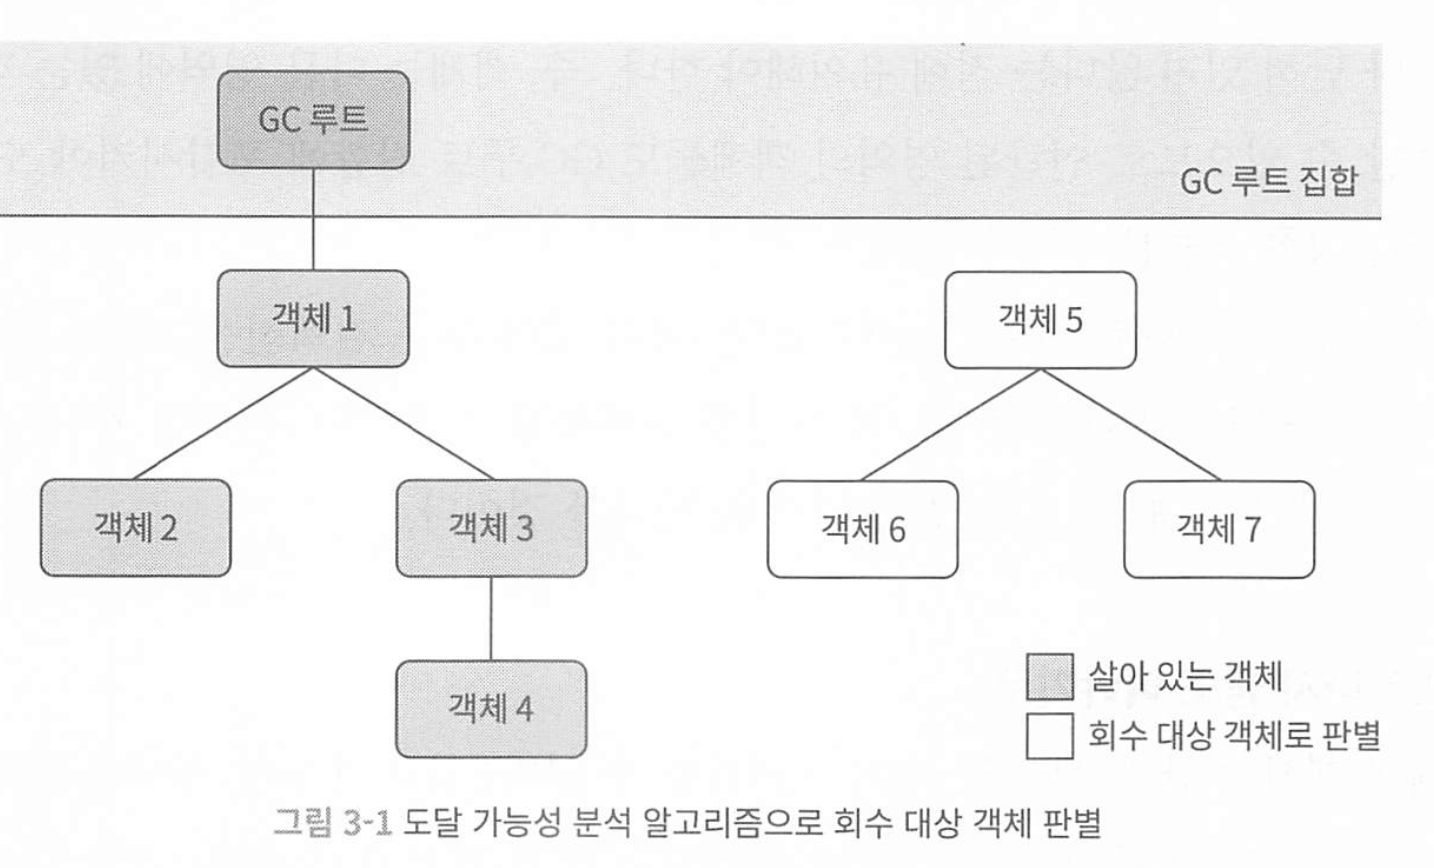 GC 루트
GC 루트 집합
객체 1
객체 5
객체 2
객체 3
객체 6
객체 7
객체 4
살아 있는 객체
회수 대상 객체로 판별
그림 3-1 도달 가능성 분석 알고리즘으로 회수 대상 객체 판별